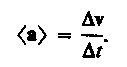 ⟨a⟩ = Δv/Δt.